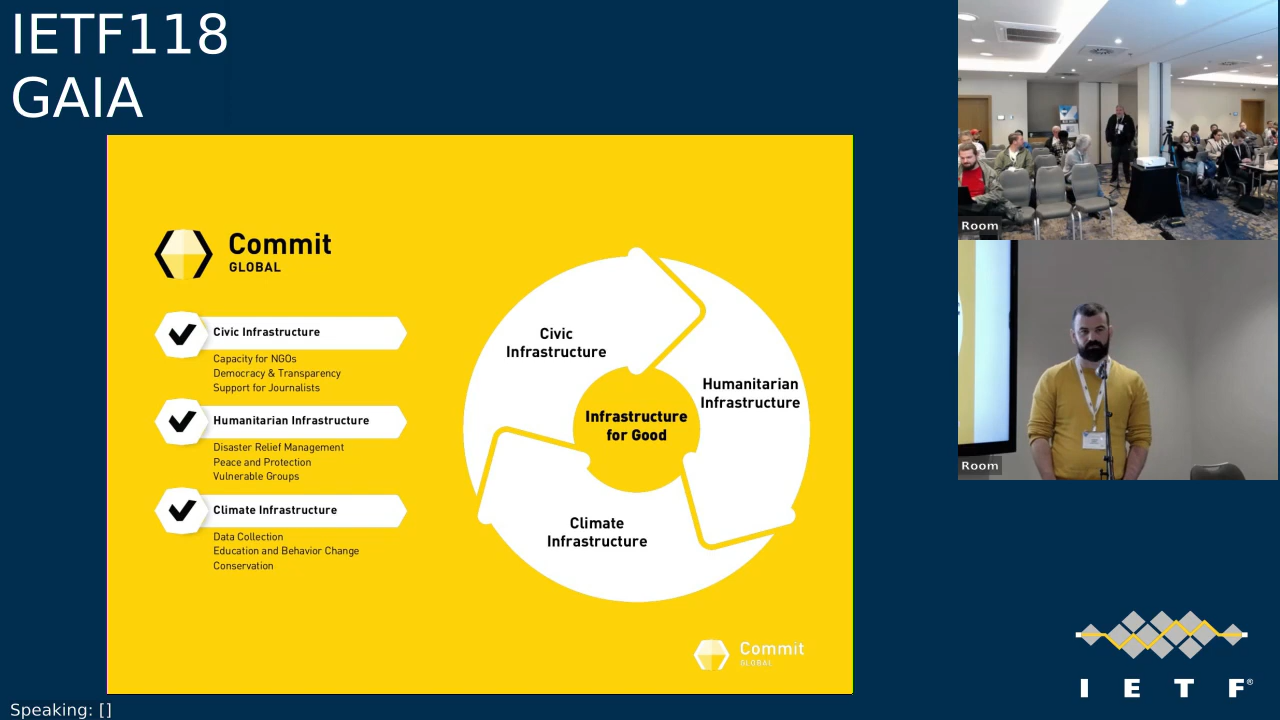 IETF118
GAIA
Commit
GLOBAL
Civic Infrastructure
Capacity for NGOs
Democracy & Transparency
Support for Journalists
Humanitarian Infrastructure
Disaster Relief Management
Peace and Protection
Vulnerable Groups
Climate Infrastructure
Data Collection
Education and Behavior Change
Conservation
Civic
Infrastructure
Humanitarian
Infrastructure
Infrastructure
for Good
Climate
Infrastructure
Commit
GLOBAL
Room
Room
I E T F®
Speaking: []